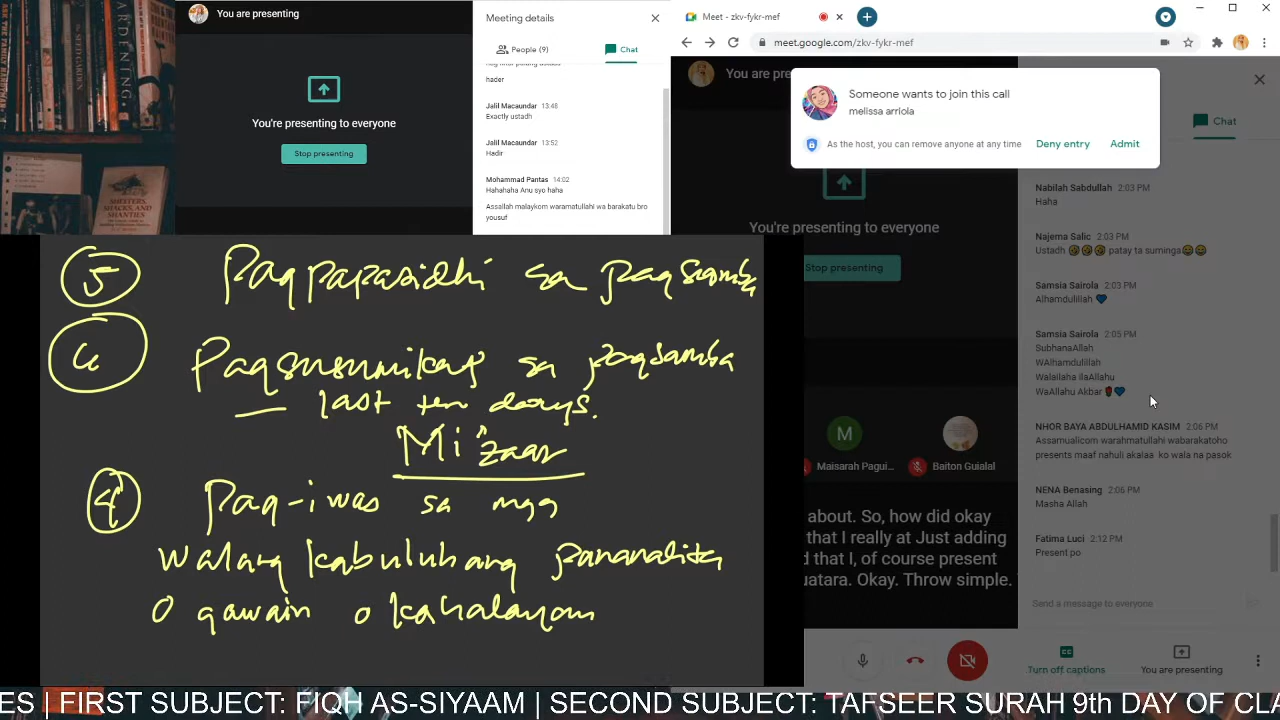 You are presenting
You're presenting to everyone
Stop presenting
Meeting details
People (9)
Chat
hader
Jalil Macaundar 13:48
Exactly ustadh
Jalil Macaundar 13:52
Hadir
Mohammad Pantas 14:02
Hahahaha Anu syo haha
Assallah malaykom waramatullahi wa barakatu bro
yousuf
GARDENING
SHELTERS,
SHACKS, AND
SHANTIES
Meet - zkv-fykr-mef
meet.google.com/zkv-fykr-mef
You are pre
Someone wants to join this call
melissa arriola
As the host, you can remove anyone at any time
Deny entry
Admit
Chat
You're presenting to everyone
Stop presenting
Nabilah Sabdullah 2:03 PM
Haha
Najema Salic 2:03 PM
Ustadh 🤣🤣🤣 patay ta suminga😂😂
Samsia Sairola 2:03 PM
Alhamdulillah 💙
Samsia Sairola 2:05 PM
SubhanaAllah
WAlhamdulillah
Walailaha illaAllahu
WaAllahu Akbar🌹💙
NHOR BAYA ABDULHAMID KASIM 2:06 PM
Assamualicom warahmatullahi wabarakatoho
presents maaf nahuli akalaa ko wala na pasok
NENA Benasing 2:06 PM
Masha Allah
Fatima Luci 2:12 PM
Present po
Send a message to everyone
M
Maisarah Pagui...
Baiton Guialal
about. So, how did okay
that I really at Just adding
d that I, of course present
uatara. Okay. Throw simple.
Turn off captions
You are presenting
5 Pagpapasidhi sa pagsamba
Pagsusumikap sa pagsamba
last ten days.
Mi'zaar
4 Pag-iwas sa mga
walang kabuluhang pananalita
o gawain o kahalayan
ES | FIRST SUBJECT: FIQH AS-SIYAAM | SECOND SUBJECT: TAFSEER SURAH 9th DAY OF CLA